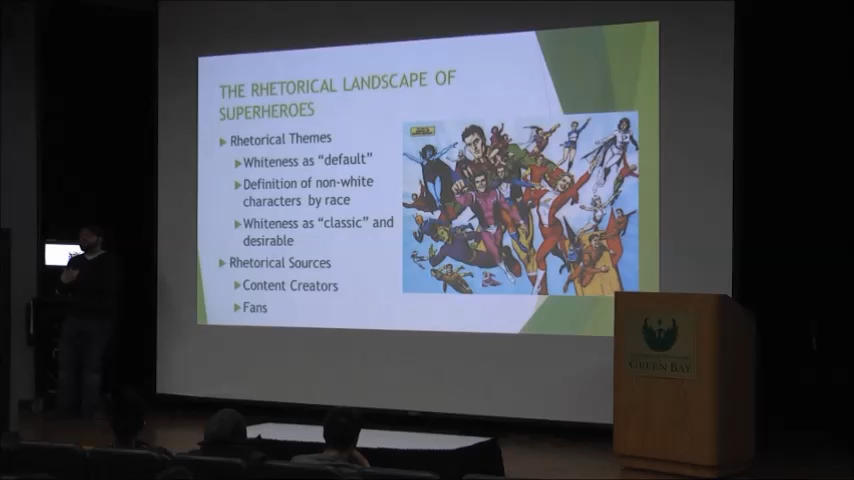 THE RHETORICAL LANDSCAPE OF
SUPERHEROES
Rhetorical Themes
Whiteness as “default”
Definition of non-white
characters by race
Whiteness as “classic” and
desirable
Rhetorical Sources
Content Creators
Fans
GREEN BAY